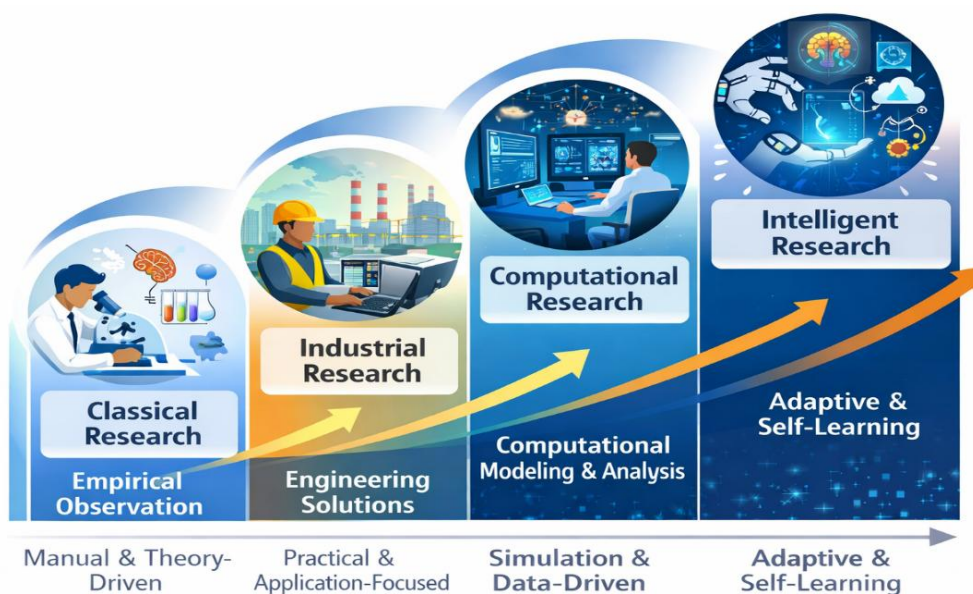 Classical
Research
Empirical
Observation
Industrial
Research
Engineering
Solutions
Computational
Research
Computational
Modeling & Analysis
Intelligent
Research
Adaptive &
Self-Learning
Manual & Theory-
Driven
Practical &
Application-Focused
Simulation &
Data-Driven
Adaptive &
Self-Learning